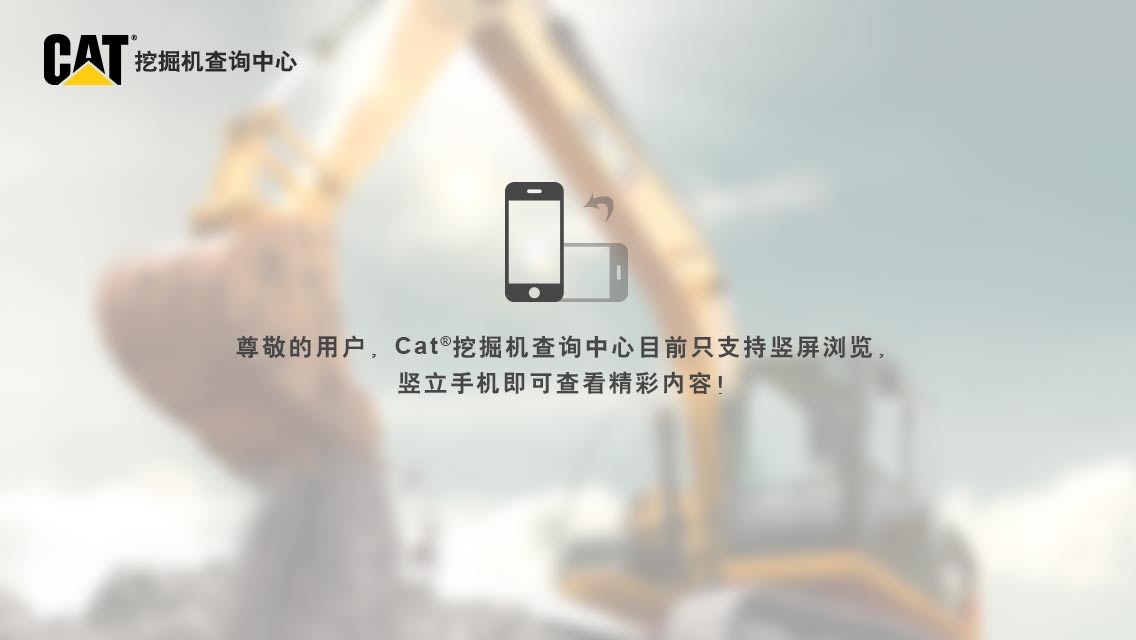 CAT® 挖掘机查询中心
尊敬的用户，Cat®挖掘机查询中心目前只支持竖屏浏览，
竖立手机即可查看精彩内容！